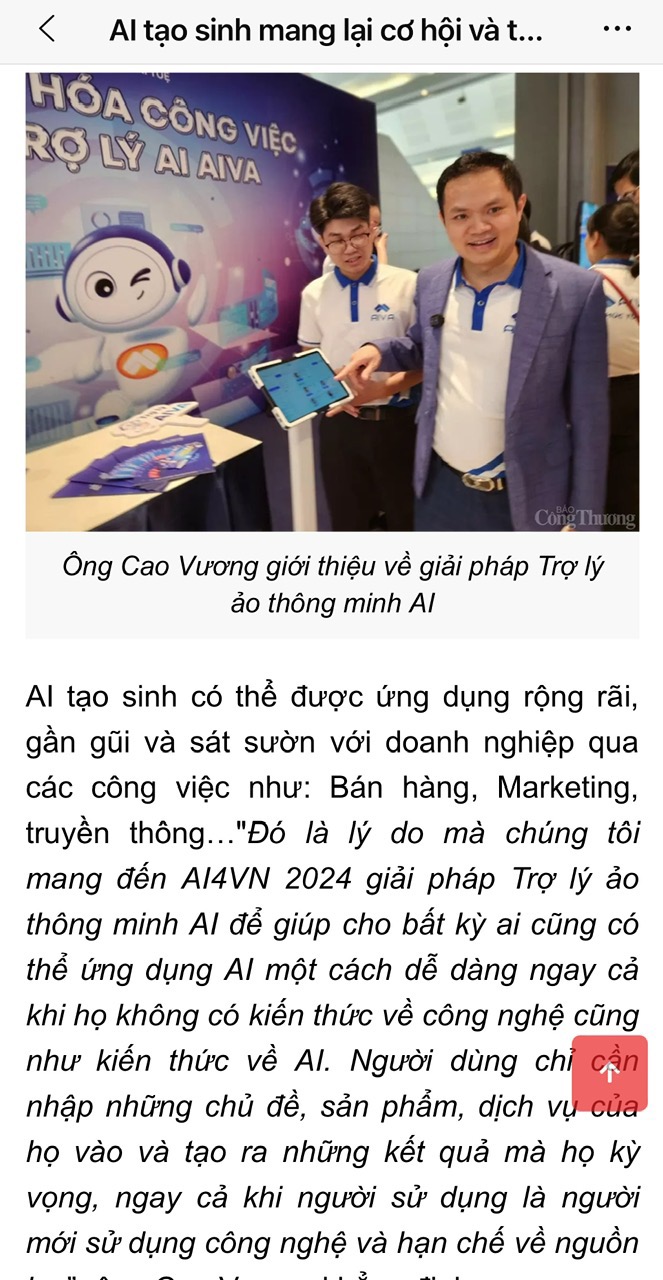 AI tạo sinh mang lại cơ hội và t...
TUỆ
HÓA CÔNG VIỆC
RỢ LÝ AI AIVA
AIVA
AIVA
BÁO
Công Thương
Ông Cao Vương giới thiệu về giải pháp Trợ lý
ảo thông minh AI
AI tạo sinh có thể được ứng dụng rộng rãi,
gần gũi và sát sườn với doanh nghiệp qua
các công việc như: Bán hàng, Marketing,
truyền thông…"Đó là lý do mà chúng tôi
mang đến AI4VN 2024 giải pháp Trợ lý ảo
thông minh AI để giúp cho bất kỳ ai cũng có
thể ứng dụng AI một cách dễ dàng ngay cả
khi họ không có kiến thức về công nghệ cũng
như kiến thức về AI. Người dùng chỉ cần
nhập những chủ đề, sản phẩm, dịch vụ của
họ vào và tạo ra những kết quả mà họ kỳ
vọng, ngay cả khi người sử dụng là người
mới sử dụng công nghệ và hạn chế về nguồn